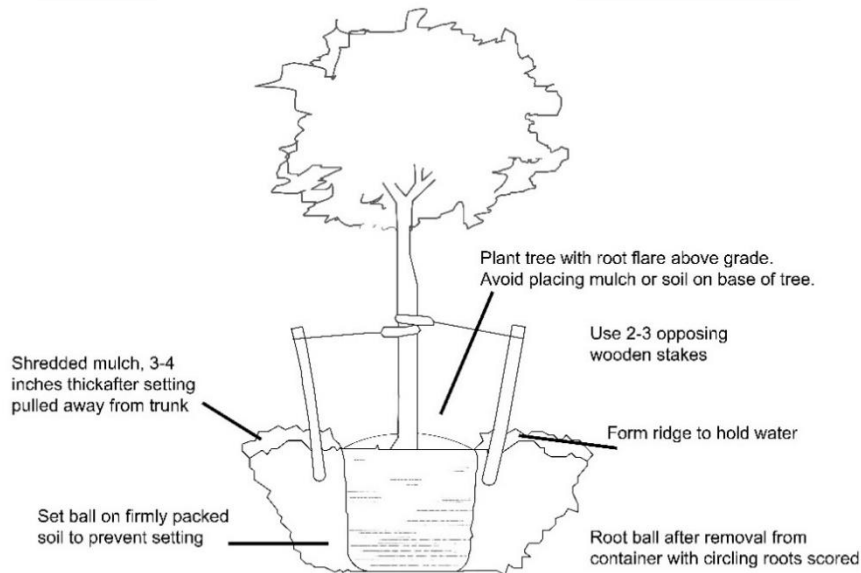 Plant tree with root flare above grade.
Avoid placing mulch or soil on base of tree.
Use 2-3 opposing
wooden stakes
Shredded mulch, 3-4
inches thickafter setting
pulled away from trunk
Form ridge to hold water
Set ball on firmly packed
soil to prevent setting
Root ball after removal from
container with circling roots scored